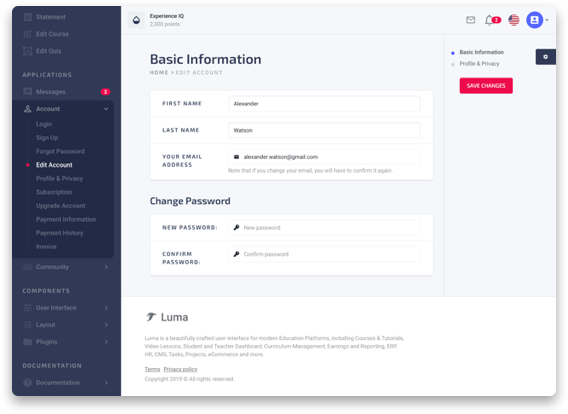 Statement
Edit Course
Edit Quiz
APPLICATIONS
Messages 3
Account
Login
Sign Up
Forgot Password
Edit Account
Profile & Privacy
Subscription
Upgrade Account
Payment Information
Payment History
Invoice
Community
COMPONENTS
User Interface
Layout
Plugins
DOCUMENTATION
Documentation
Experience IQ
2,300 points
3
Basic Information
HOME > EDIT ACCOUNT
FIRST NAME Alexander
LAST NAME Watson
YOUR EMAIL
ADDRESS
alexander.watson@gmail.com
Note that if you change your email, you will have to confirm it again.
Change Password
NEW PASSWORD: New password
CONFIRM
PASSWORD:
Confirm password
Basic Information
Profile & Privacy
SAVE CHANGES
Luma
Luma is a beautifully crafted user interface for modern Education Platforms, including Courses & Tutorials,
Video Lessons, Student and Teacher Dashboard, Curriculum Management, Earnings and Reporting, ERP,
HR, CMS, Tasks, Projects, eCommerce and more.
Terms Privacy policy
Copyright 2019 © All rights reserved.